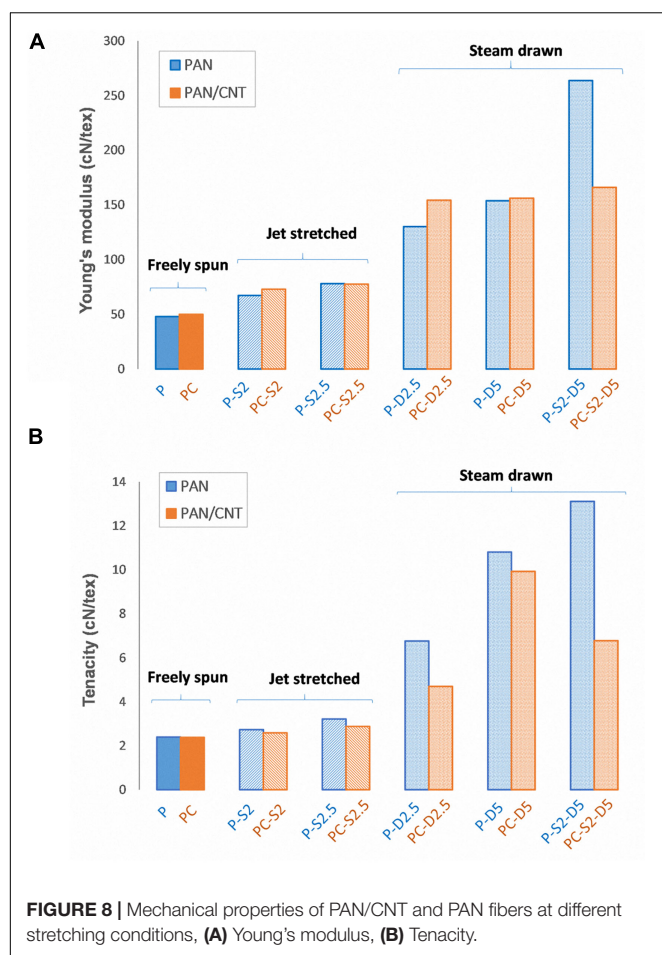 A
300
250
200
150
100
50
0
Young's modulus (cN/tex)
PAN
PAN/CNT
Freely spun
Jet stretched
Steam drawn
P PC P-S2 PC-S2 P-S2.5 PC-S2.5 P-D2.5 PC-D2.5 P-D5 PC-D5 P-S2-D5 PC-S2-D5
B
14
12
10
8
6
4
2
0
Tenacity (cN/tex)
PAN
PAN/CNT
Freely spun
Jet stretched
Steam drawn
P PC P-S2 PC-S2 P-S2.5 PC-S2.5 P-D2.5 PC-D2.5 P-D5 PC-D5 P-S2-D5 PC-S2-D5
FIGURE 8 | Mechanical properties of PAN/CNT and PAN fibers at different
stretching conditions, (A) Young's modulus, (B) Tenacity.